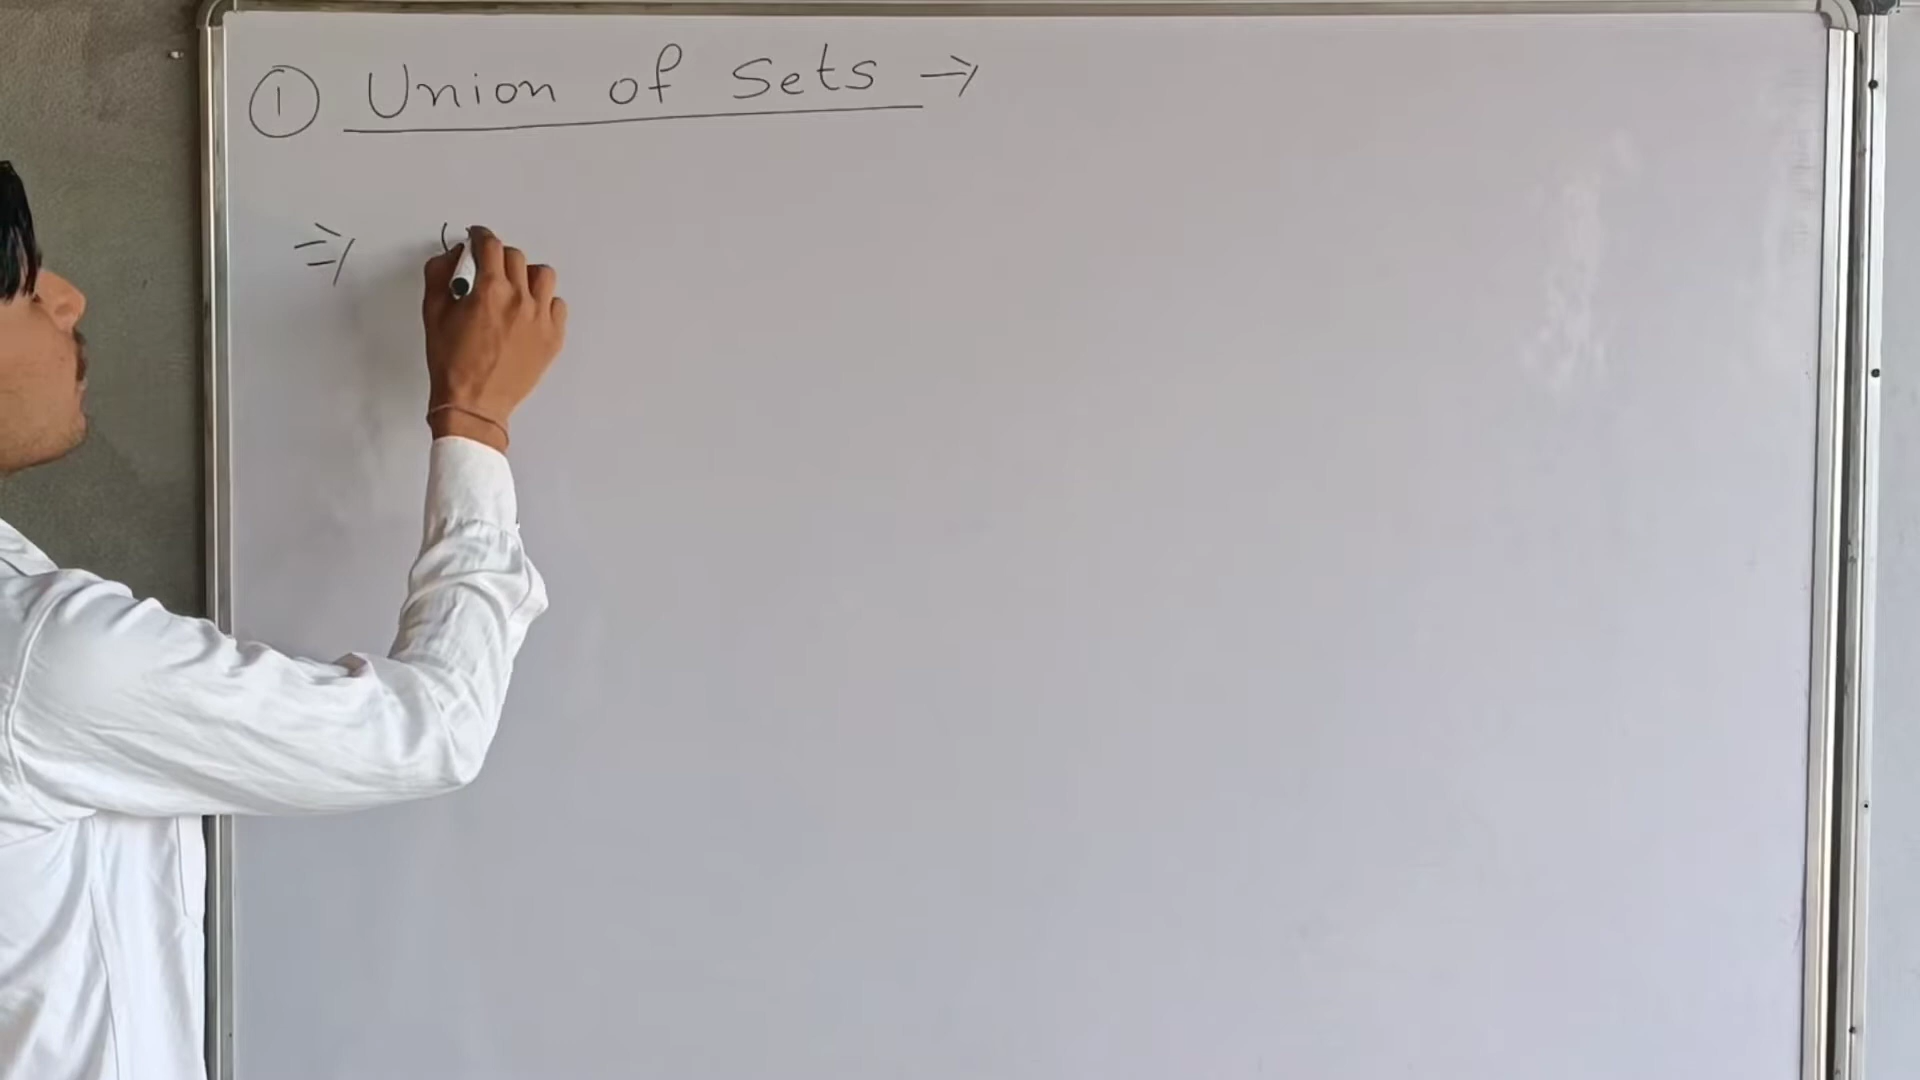 ① Union of Sets →
⇒